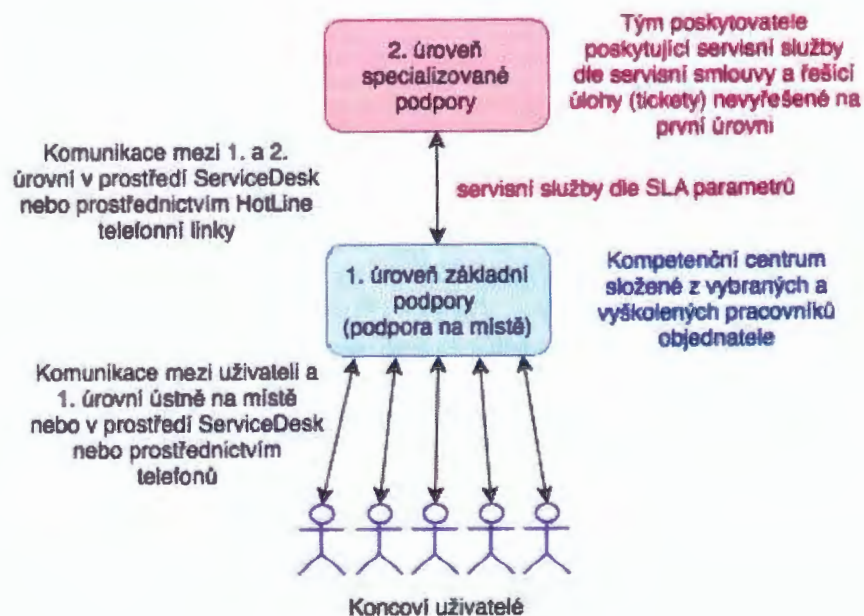 2. úroveň
specializované
podpory
Tým poskytovatele
poskytující servisní služby
dle servisní smlouvy a řešící
úlohy (tickety) nevyřešené na
první úrovni
Komunikace mezi 1. a 2.
úrovní v prostředí ServiceDesk
nebo prostřednictvím HotLine
telefonní linky
servisní služby dle SLA parametrů
1. úroveň základní
podpory
(podpora na místě)
Kompetenční centrum
složené z vybraných a
vyškolených pracovníků
objednatele
Komunikace mezi uživateli a
1. úrovní ústně na místě
nebo v prostředí ServiceDesk
nebo prostřednictvím
telefonů
Koncoví uživatelé